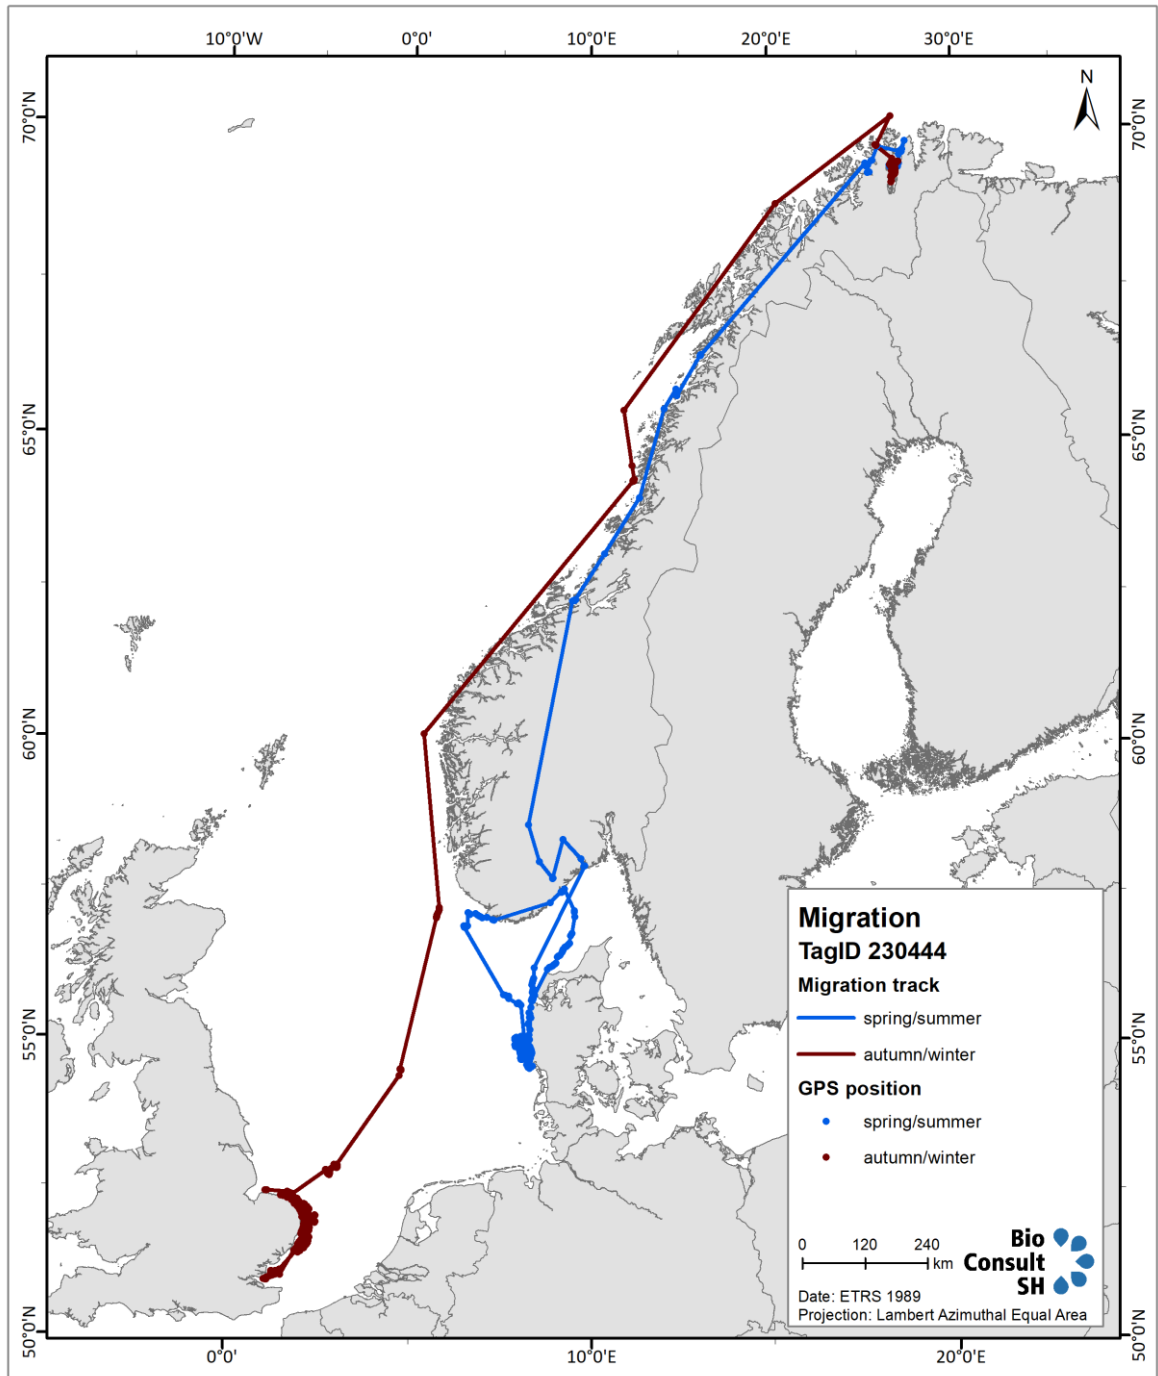 10°0'W 0°0' 10°0'E 20°0'E 30°0'E
N
70°0'N 70°0'N
65°0'N 65°0'N
60°0'N 60°0'N
55°0'N 55°0'N
50°0'N 50°0'N
Migration
TagID 230444
Migration track
spring/summer
autumn/winter
GPS position
spring/summer
autumn/winter
0 120 240
km
Bio
Consult
SH
Date: ETRS 1989
Projection: Lambert Azimuthal Equal Area
0°0' 10°0'E 20°0'E